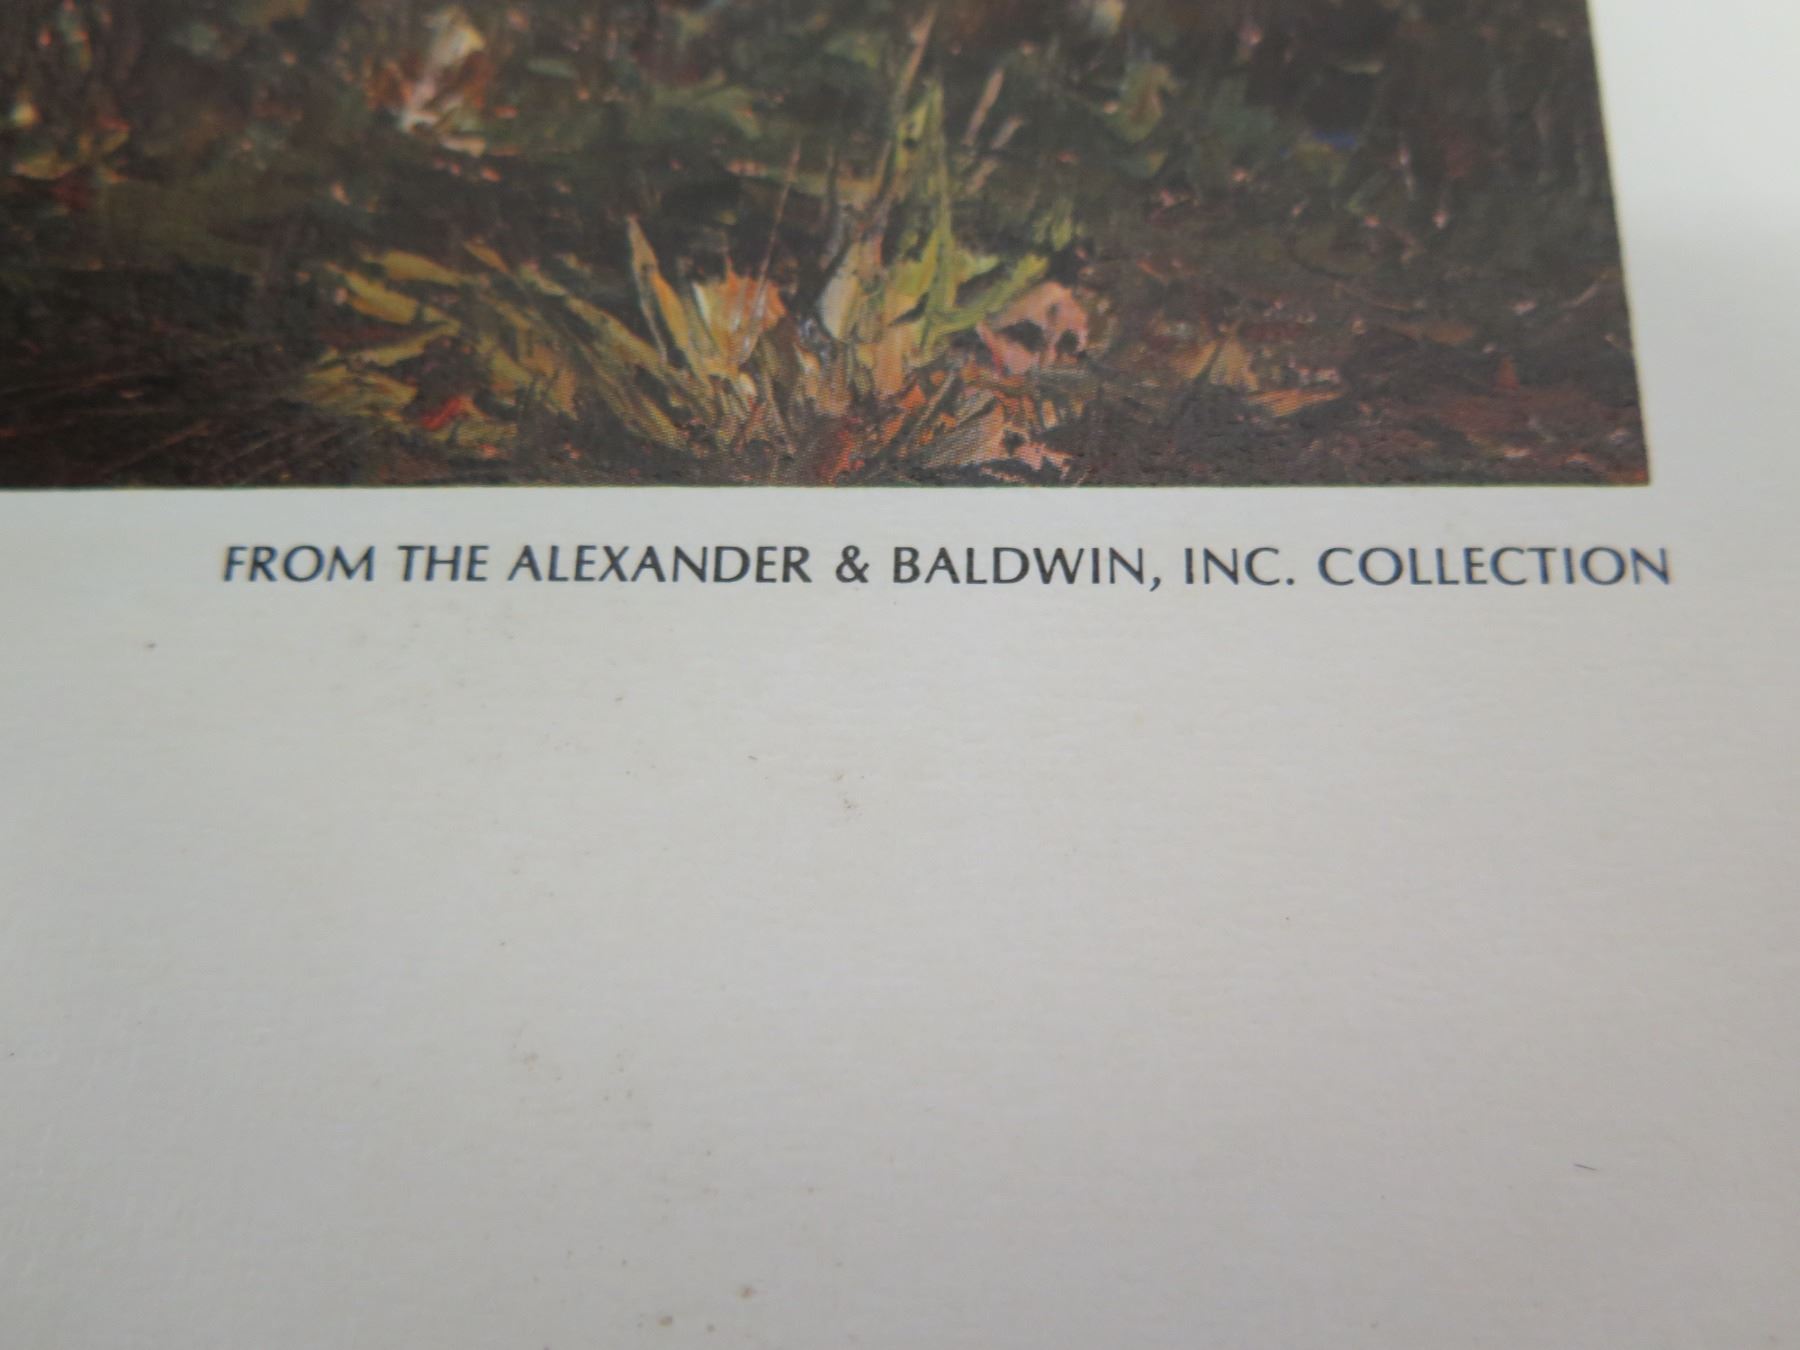 FROM THE ALEXANDER & BALDWIN, INC. COLLECTION